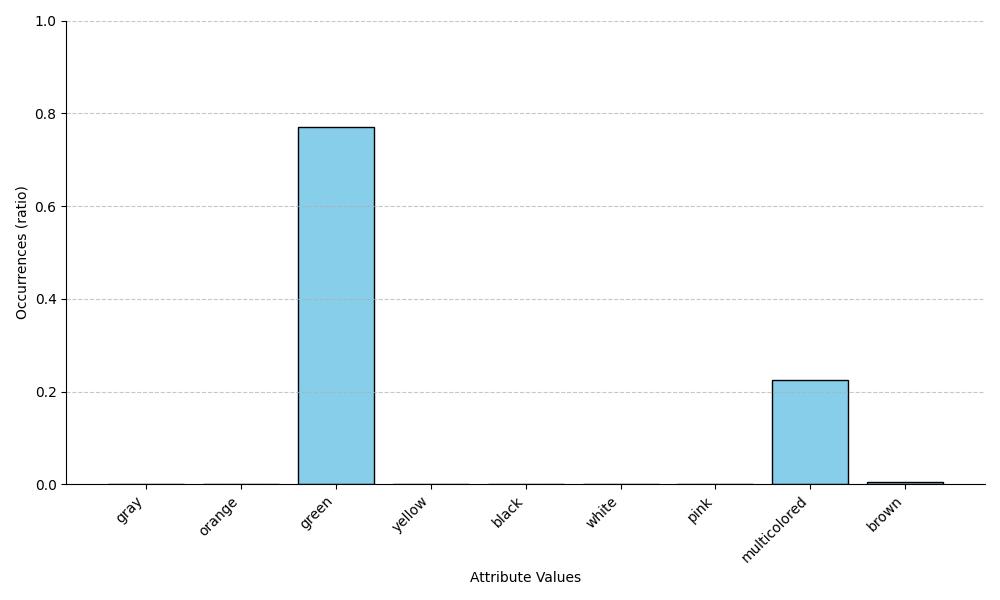 1.0
0.8
0.6
0.4
0.2
0.0
Occurrences (ratio)
gray
orange
green
yellow
black
white
pink
multicolored
brown
Attribute Values